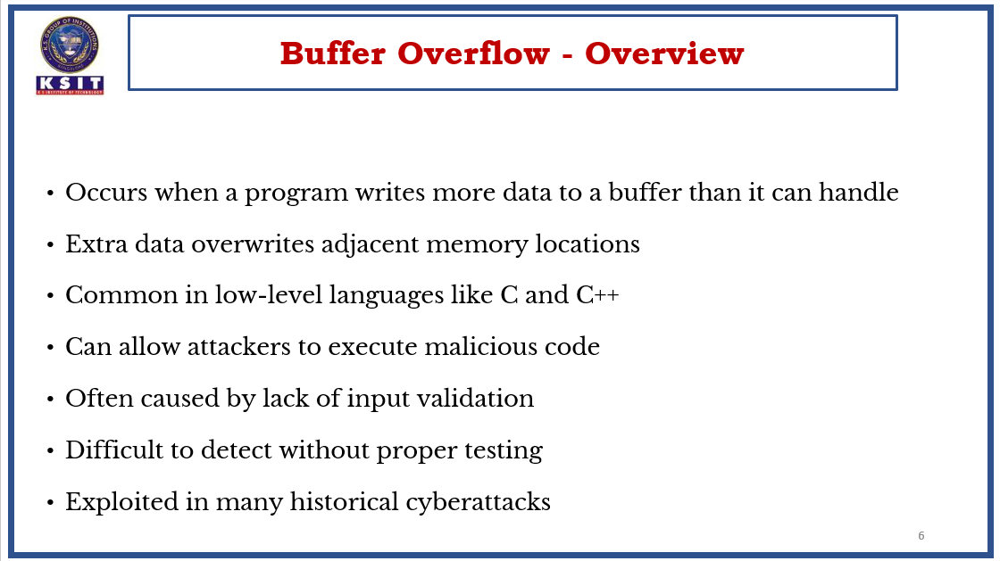 K.S. GROUP OF INSTITUTIONS
BANGALORE
KSIT
K S INSTITUTE OF TECHNOLOGY
Buffer Overflow - Overview
• Occurs when a program writes more data to a buffer than it can handle
• Extra data overwrites adjacent memory locations
• Common in low-level languages like C and C++
• Can allow attackers to execute malicious code
• Often caused by lack of input validation
• Difficult to detect without proper testing
• Exploited in many historical cyberattacks
6